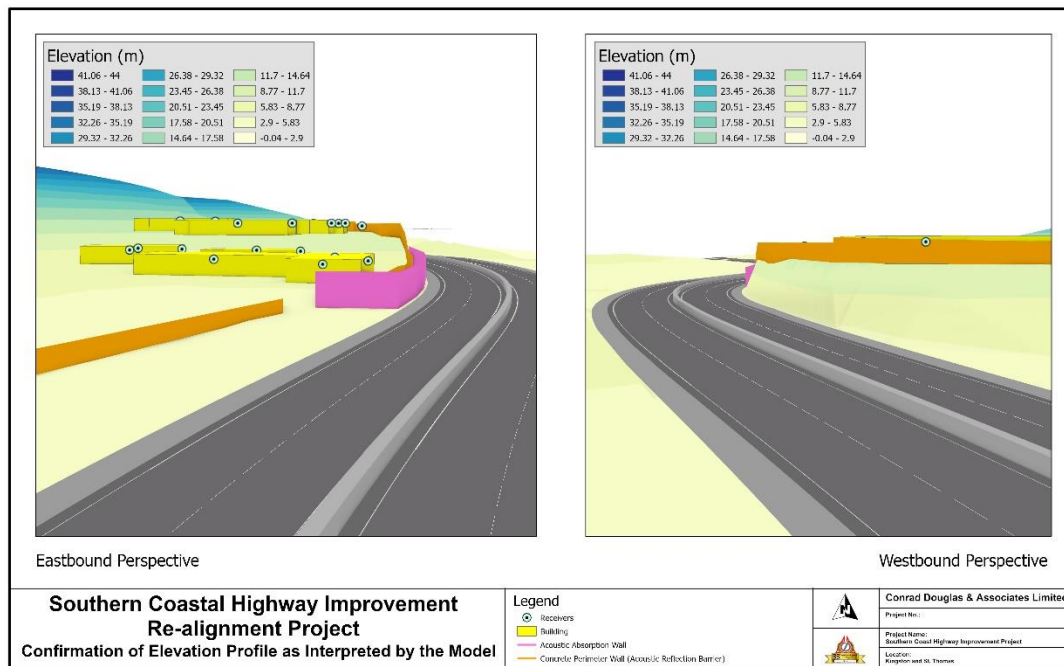 Elevation (m)
41.06 - 44
38.13 - 41.06
35.19 - 38.13
32.26 - 35.19
29.32 - 32.26
26.38 - 29.32
23.45 - 26.38
20.51 - 23.45
17.58 - 20.51
14.64 - 17.58
11.7 - 14.64
8.77 - 11.7
5.83 - 8.77
2.9 - 5.83
-0.04 - 2.9
Elevation (m)
41.06 - 44
38.13 - 41.06
35.19 - 38.13
32.26 - 35.19
29.32 - 32.26
26.38 - 29.32
23.45 - 26.38
20.51 - 23.45
17.58 - 20.51
14.64 - 17.58
11.7 - 14.64
8.77 - 11.7
5.83 - 8.77
2.9 - 5.83
-0.04 - 2.9
Eastbound Perspective
Westbound Perspective
Southern Coastal Highway Improvement
Re-alignment Project
Confirmation of Elevation Profile as Interpreted by the Model
Legend
Receivers
Building
Acoustic Absorption Wall
Concrete Perimeter Wall (Acoustic Reflection Barrier)
N
Conrad Douglas & Associates Limited
Project No.:
Project Name:
Southern Coast Highway Improvement Project
Location:
Kingston and St. Thomas